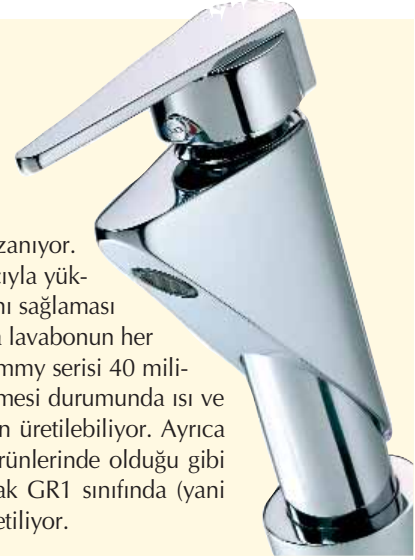 zanıyor.
cıyla yük-
nı sağlaması
a lavabonun her
mmy serisi 40 mili-
mesi durumunda ısı ve
n üretilebiliyor. Ayrıca
rünlerinde olduğu gibi
ak GR1 sınıfında (yani
etiliyor.